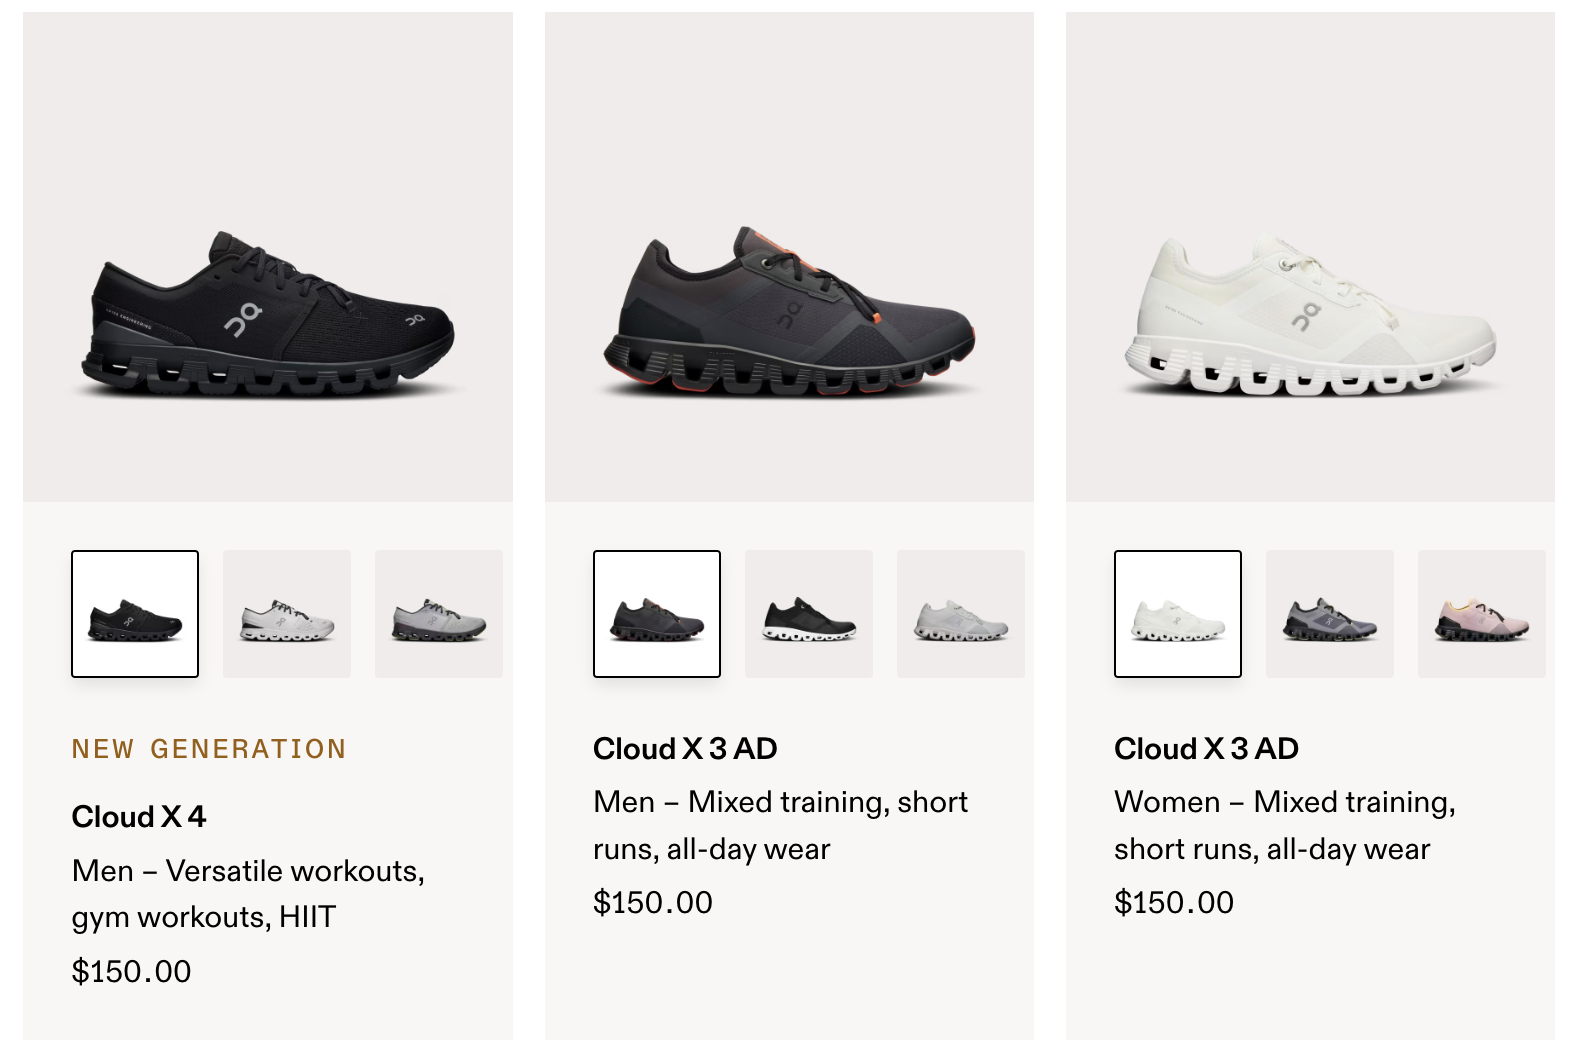 NEW GENERATION
Cloud X 4
Men – Versatile workouts,
gym workouts, HIIT
$150.00
Cloud X 3 AD
Men – Mixed training, short
runs, all-day wear
$150.00
Cloud X 3 AD
Women – Mixed training,
short runs, all-day wear
$150.00